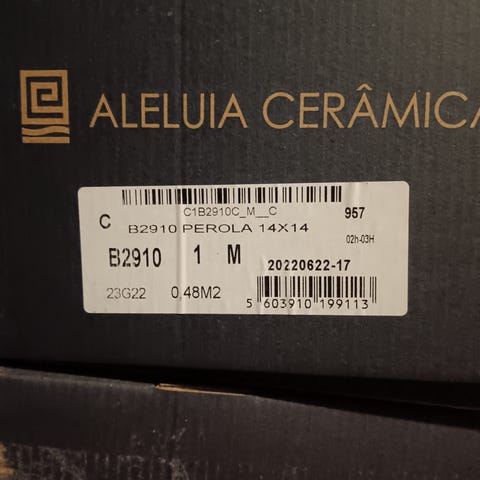 ALELUIA CERÂMICA
C1B2910C_M__C
C
957
B2910 PEROLA 14X14
02h-03H
B2910 1 M
20220622-17
23G22 0,48M2
5 603910 199113